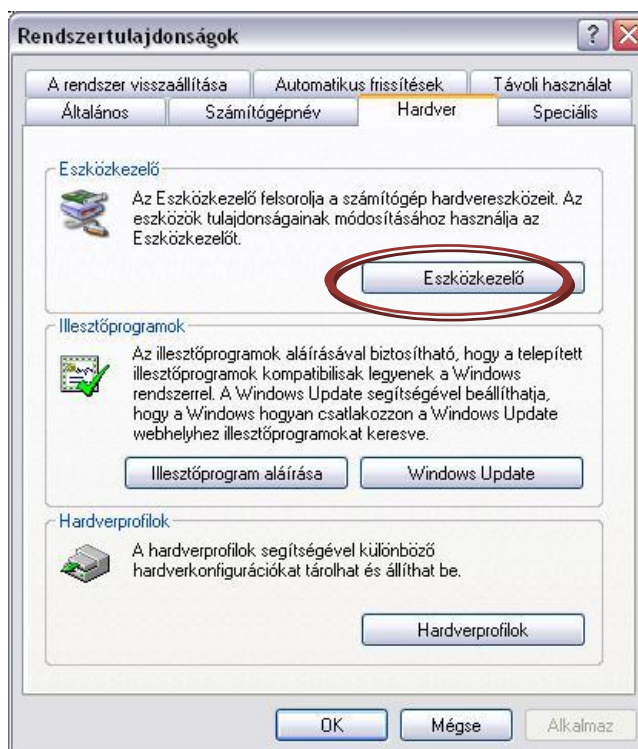 Rendszertulajdonságok
A rendszer visszaállítása
Automatikus frissítések
Távoli használat
Általános
Számítógépnév
Hardver
Speciális
Eszközkezelő
Az Eszközkezelő felsorolja a számítógép hardvereszközeit. Az
eszközök tulajdonságainak módosításához használja az
Eszközkezelőt.
Eszközkezelő
Illesztőprogramok
Az illesztőprogramok aláírásával biztosítható, hogy a telepített
illesztőprogramok kompatibilisak legyenek a Windows
rendszerrel. A Windows Update segítségével beállíthatja,
hogy a Windows hogyan csatlakozzon a Windows Update
webhelyhez illesztőprogramokat keresve.
Illesztőprogram aláírása
Windows Update
Hardverprofilok
A hardverprofilok segítségével különböző
hardverkonfigurációkat tárolhat és állíthat be.
Hardverprofilok
OK
Mégse
Alkalmaz